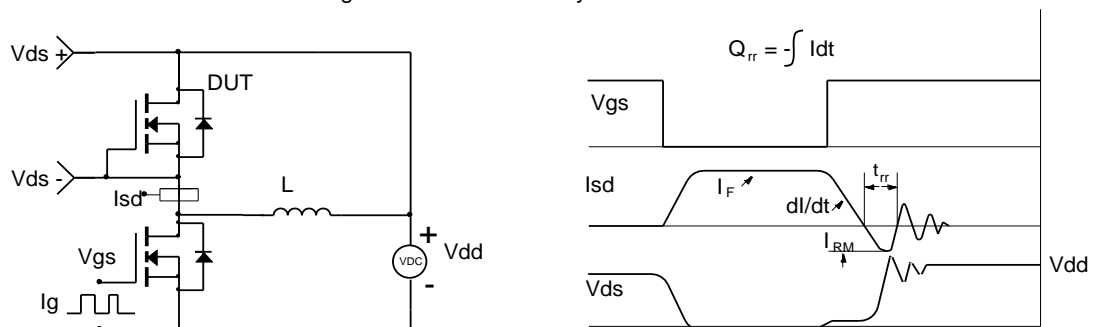 Vds +
DUT
Vds -
Isd
L
Vgs
Ig
+
VDC
-
Vdd
Qrr = -∫ Idt
Vgs
Isd
IF
dI/dt
trr
IRM
Vds
Vdd